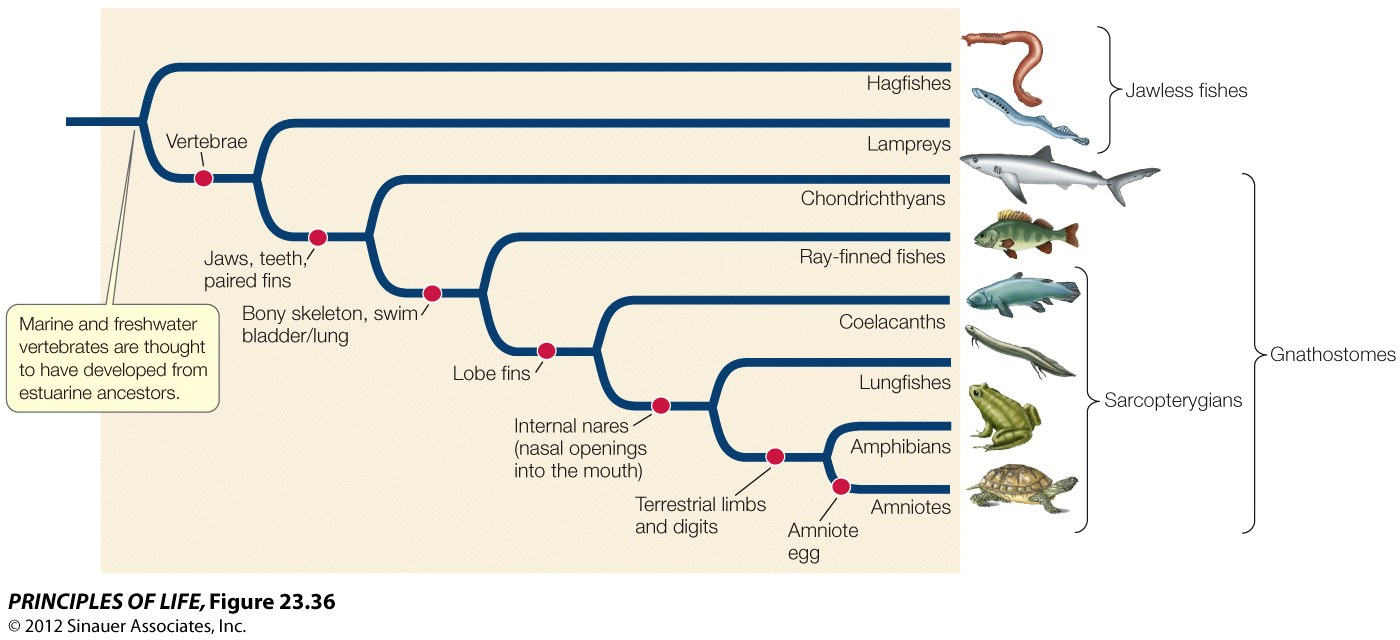 Hagfishes
Jawless fishes
Vertebrae
Lampreys
Chondrichthyans
Jaws, teeth,
paired fins
Ray-finned fishes
Bony skeleton, swim
bladder/lung
Marine and freshwater
vertebrates are thought
to have developed from
estuarine ancestors.
Coelacanths
Gnathostomes
Lobe fins
Lungfishes
Sarcopterygians
Internal nares
(nasal openings
into the mouth)
Amphibians
Terrestrial limbs
and digits
Amniotes
Amniote
egg
PRINCIPLES OF LIFE, Figure 23.36
© 2012 Sinauer Associates, Inc.